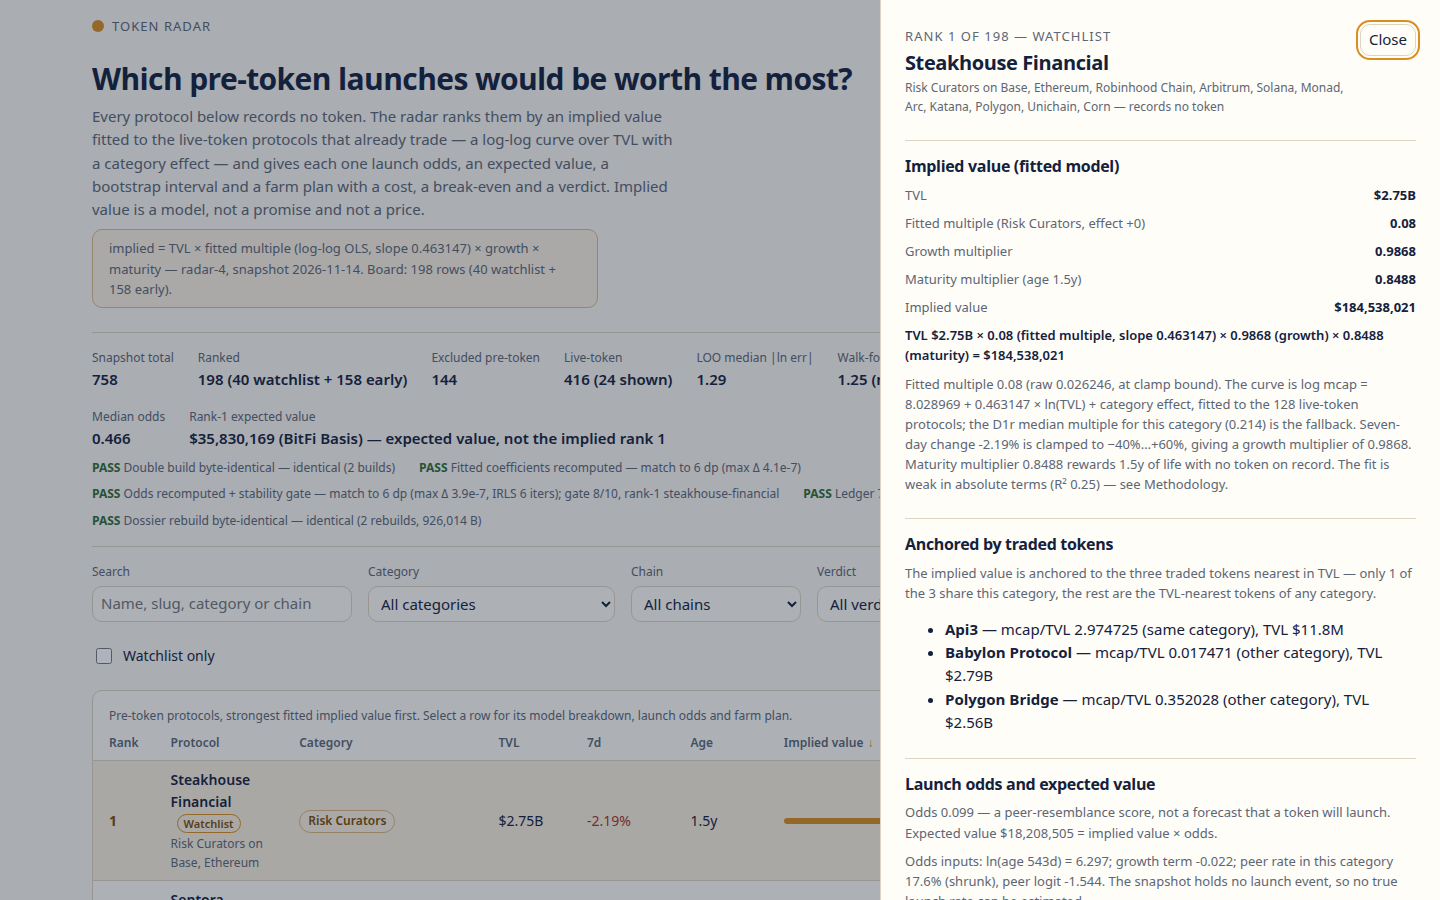 TOKEN RADAR
Which pre-token launches would be worth the most?
Every protocol below records no token. The radar ranks them by an implied value
fitted to the live-token protocols that already trade — a log-log curve over TVL with
a category effect — and gives each one launch odds, an expected value, a
bootstrap interval and a farm plan with a cost, a break-even and a verdict. Implied
value is a model, not a promise and not a price.
implied = TVL × fitted multiple (log-log OLS, slope 0.463147) × growth ×
maturity — radar-4, snapshot 2026-11-14. Board: 198 rows (40 watchlist +
158 early).
Snapshot total
758
Ranked
198 (40 watchlist + 158 early)
Excluded pre-token
144
Live-token
416 (24 shown)
LOO median |ln err|
1.29
Walk-fo
1.25 (r
Median odds
0.466
Rank-1 expected value
$35,830,169 (BitFi Basis) — expected value, not the implied rank 1
PASS Double build byte-identical — identical (2 builds)
PASS Fitted coefficients recomputed — match to 6 dp (max Δ 4.1e-7)
PASS Odds recomputed + stability gate — match to 6 dp (max Δ 3.9e-7, IRLS 6 iters); gate 8/10, rank-1 steakhouse-financial
PASS Ledger
PASS Dossier rebuild byte-identical — identical (2 rebuilds, 926,014 B)
Search
Name, slug, category or chain
Category
All categories
Chain
All chains
Verdict
All verd
Watchlist only
Pre-token protocols, strongest fitted implied value first. Select a row for its model breakdown, launch odds and farm plan.
Rank Protocol Category TVL 7d Age Implied value ↓
1
Steakhouse
Financial
Watchlist
Risk Curators on
Base, Ethereum
Risk Curators
$2.75B
-2.19%
1.5y
Sentora
RANK 1 OF 198 — WATCHLIST
Close
Steakhouse Financial
Risk Curators on Base, Ethereum, Robinhood Chain, Arbitrum, Solana, Monad,
Arc, Katana, Polygon, Unichain, Corn — records no token
Implied value (fitted model)
TVL $2.75B
Fitted multiple (Risk Curators, effect +0) 0.08
Growth multiplier 0.9868
Maturity multiplier (age 1.5y) 0.8488
Implied value $184,538,021
TVL $2.75B × 0.08 (fitted multiple, slope 0.463147) × 0.9868 (growth) × 0.8488
(maturity) = $184,538,021
Fitted multiple 0.08 (raw 0.026246, at clamp bound). The curve is log mcap =
8.028969 + 0.463147 × ln(TVL) + category effect, fitted to the 128 live-token
protocols; the D1r median multiple for this category (0.214) is the fallback. Seven-
day change -2.19% is clamped to −40%…+60%, giving a growth multiplier of 0.9868.
Maturity multiplier 0.8488 rewards 1.5y of life with no token on record. The fit is
weak in absolute terms (R² 0.25) — see Methodology.
Anchored by traded tokens
The implied value is anchored to the three traded tokens nearest in TVL — only 1 of
the 3 share this category, the rest are the TVL-nearest tokens of any category.
• Api3 — mcap/TVL 2.974725 (same category), TVL $11.8M
• Babylon Protocol — mcap/TVL 0.017471 (other category), TVL
$2.79B
• Polygon Bridge — mcap/TVL 0.352028 (other category), TVL
$2.56B
Launch odds and expected value
Odds 0.099 — a peer-resemblance score, not a forecast that a token will launch.
Expected value $18,208,505 = implied value × odds.
Odds inputs: ln(age 543d) = 6.297; growth term -0.022; peer rate in this category
17.6% (shrunk), peer logit -1.544. The snapshot holds no launch event, so no true
launch rate can be estimated.